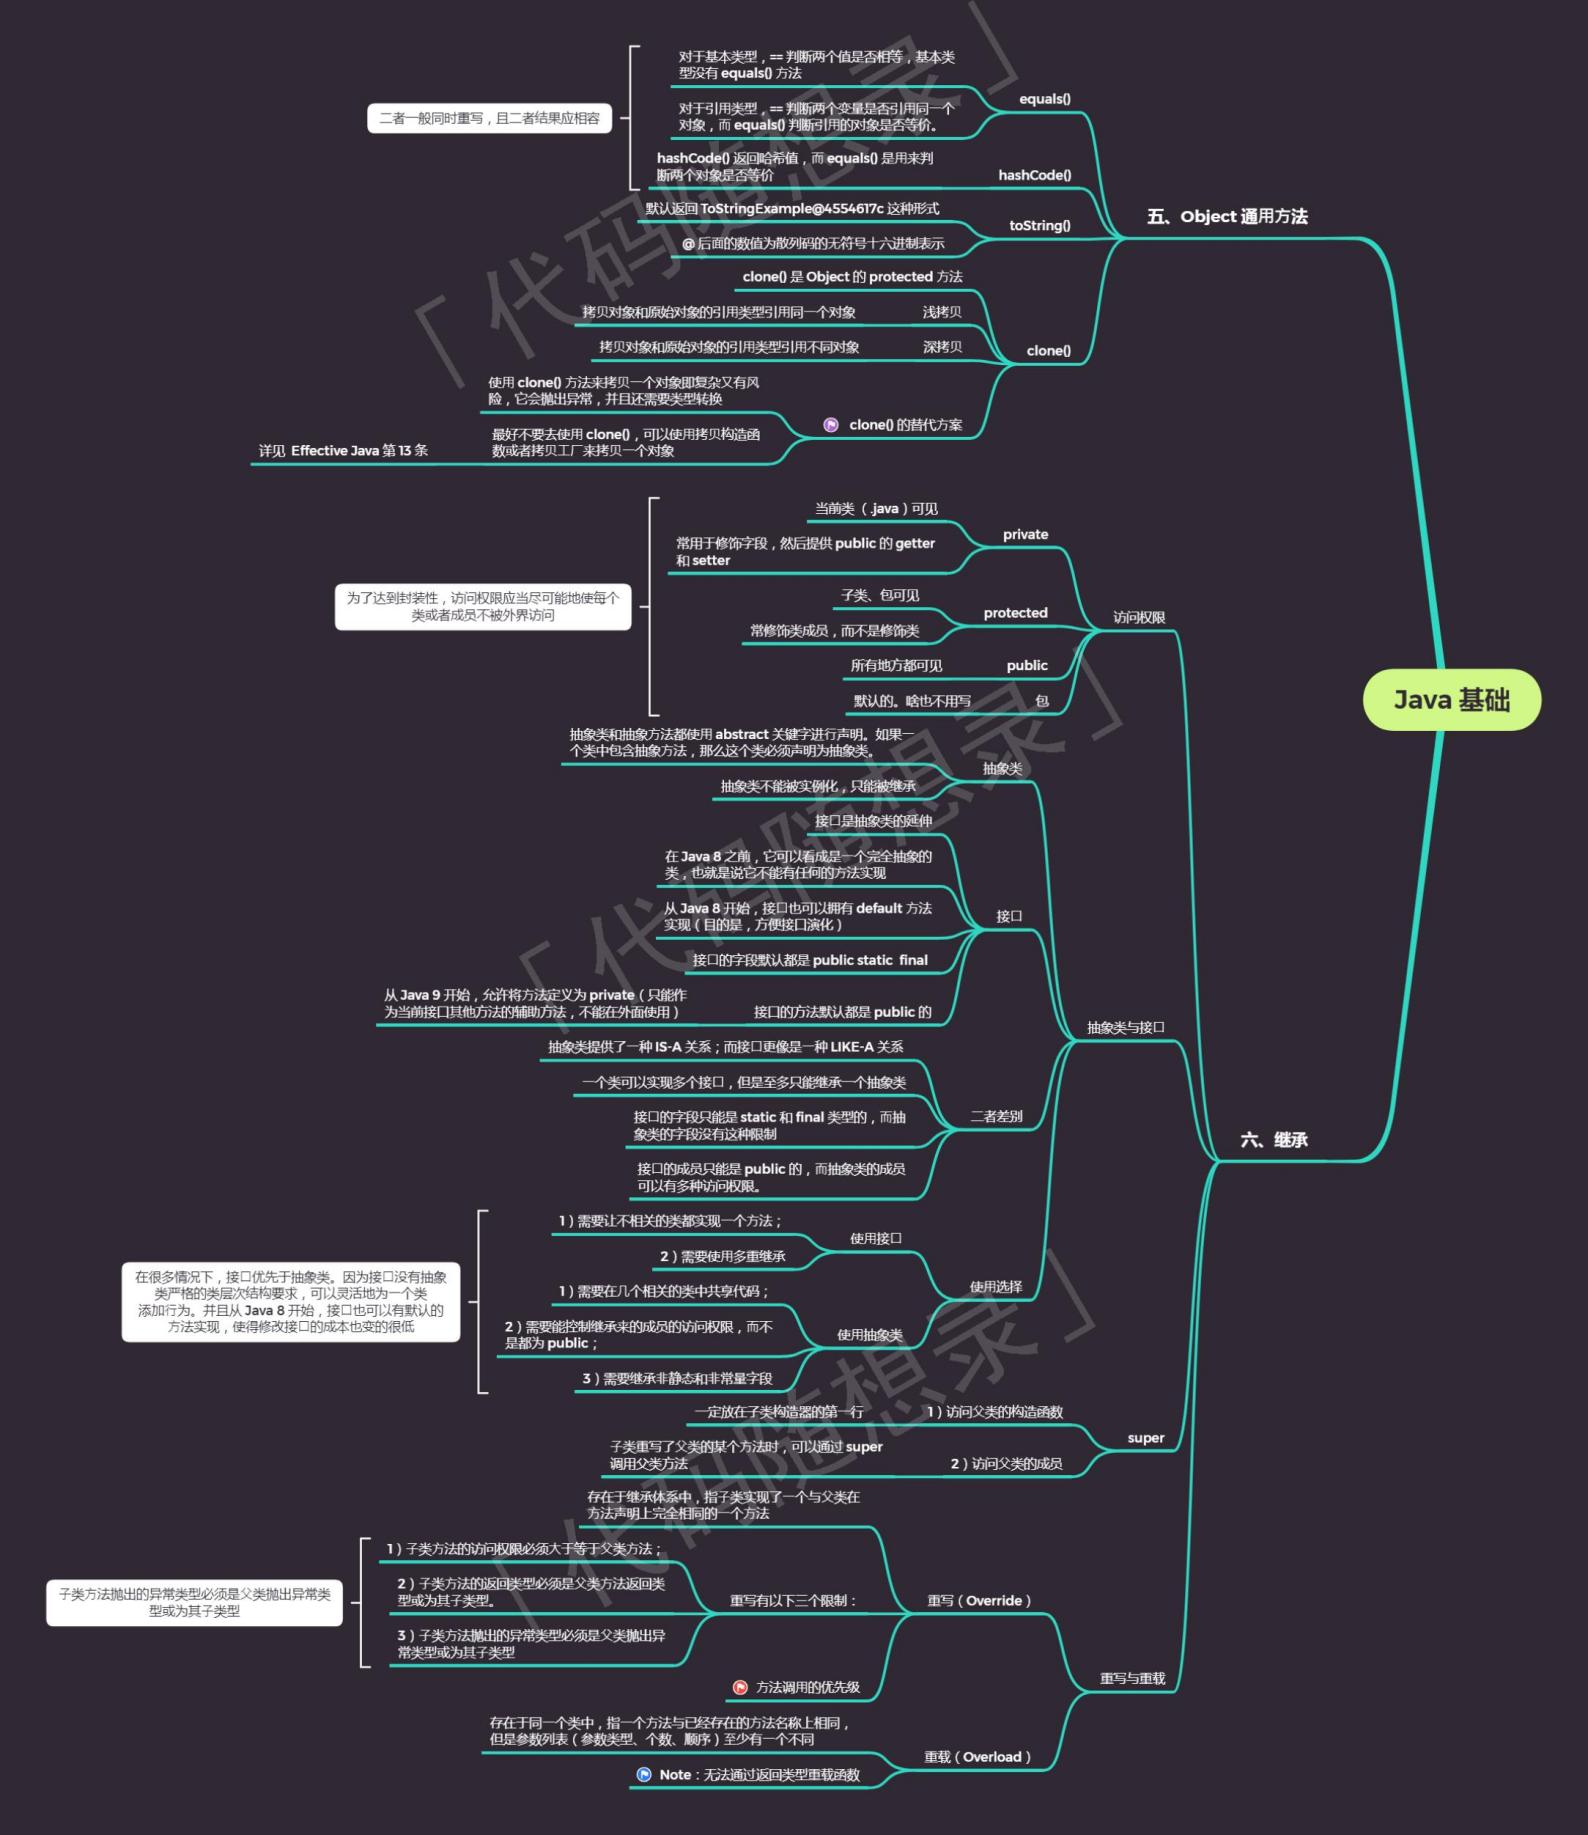 Java 基础
五、Object 通用方法
equals()
对于基本类型，== 判断两个值是否相等，基本类
型没有 equals() 方法
对于引用类型，== 判断两个变量是否引用同一个
对象，而 equals() 判断引用的对象是否等价。
hashCode()
hashCode() 返回哈希值，而 equals() 是用来判
断两个对象是否等价
二者一般同时重写，且二者结果应相容
toString()
默认返回 ToStringExample@4554617c 这种形式
@ 后面的数值为散列码的无符号十六进制表示
clone()
clone() 是 Object 的 protected 方法
浅拷贝
拷贝对象和原始对象的引用类型引用同一个对象
深拷贝
拷贝对象和原始对象的引用类型引用不同对象
clone() 的替代方案
使用 clone() 方法来拷贝一个对象即复杂又有风
险，它会抛出异常，并且还需要类型转换
最好不要去使用 clone()，可以使用拷贝构造函
数或者拷贝工厂来拷贝一个对象
详见 Effective Java 第 13 条
六、继承
访问权限
private
当前类（ .java ）可见
常用于修饰字段，然后提供 public 的 getter
和 setter
protected
子类、包可见
常修饰类成员，而不是修饰类
public
所有地方都可见
包
默认的。啥也不用写
为了达到封装性，访问权限应当尽可能地使每个
类或者成员不被外界访问
抽象类与接口
抽象类
抽象类和抽象方法都使用 abstract 关键字进行声明。如果一
个类中包含抽象方法，那么这个类必须声明为抽象类。
抽象类不能被实例化，只能被继承
接口
接口是抽象类的延伸
在 Java 8 之前，它可以看成是一个完全抽象的
类，也就是说它不能有任何的方法实现
从 Java 8 开始，接口也可以拥有 default 方法
实现（目的是，方便接口演化）
接口的字段默认都是 public static final
接口的方法默认都是 public 的
从 Java 9 开始，允许将方法定义为 private（只能作
为当前接口其他方法的辅助方法，不能在外面使用）
二者差别
抽象类提供了一种 IS-A 关系；而接口更像是一种 LIKE-A 关系
一个类可以实现多个接口，但是至多只能继承一个抽象类
接口的字段只能是 static 和 final 类型的，而抽
象类的字段没有这种限制
接口的成员只能是 public 的，而抽象类的成员
可以有多种访问权限。
使用选择
使用接口
1）需要让不相关的类都实现一个方法；
2）需要使用多重继承
使用抽象类
1）需要在几个相关的类中共享代码；
2）需要能控制继承来的成员的访问权限，而不
是都为 public；
3）需要继承非静态和非常量字段
在很多情况下，接口优先于抽象类。因为接口没有抽象
类严格的类层次结构要求，可以灵活地为一个类
添加行为。并且从 Java 8 开始，接口也可以有默认的
方法实现，使得修改接口的成本也变的很低
super
1）访问父类的构造函数
一定放在子类构造器的第一行
2）访问父类的成员
子类重写了父类的某个方法时，可以通过 super
调用父类方法
重写与重载
重写（Override）
存在于继承体系中，指子类实现了一个与父类在
方法声明上完全相同的一个方法
重写有以下三个限制：
1）子类方法的访问权限必须大于等于父类方法；
2）子类方法的返回类型必须是父类方法返回类
型或为其子类型。
3）子类方法抛出的异常类型必须是父类抛出异
常类型或为其子类型
子类方法抛出的异常类型必须是父类抛出异常类
型或为其子类型
方法调用的优先级
重载（Overload）
存在于同一个类中，指一个方法与已经存在的方法名称上相同，
但是参数列表（参数类型、个数、顺序）至少有一个不同
Note：无法通过返回类型重载函数
「代码随想录」
「代码随想录」
「代码随想录」